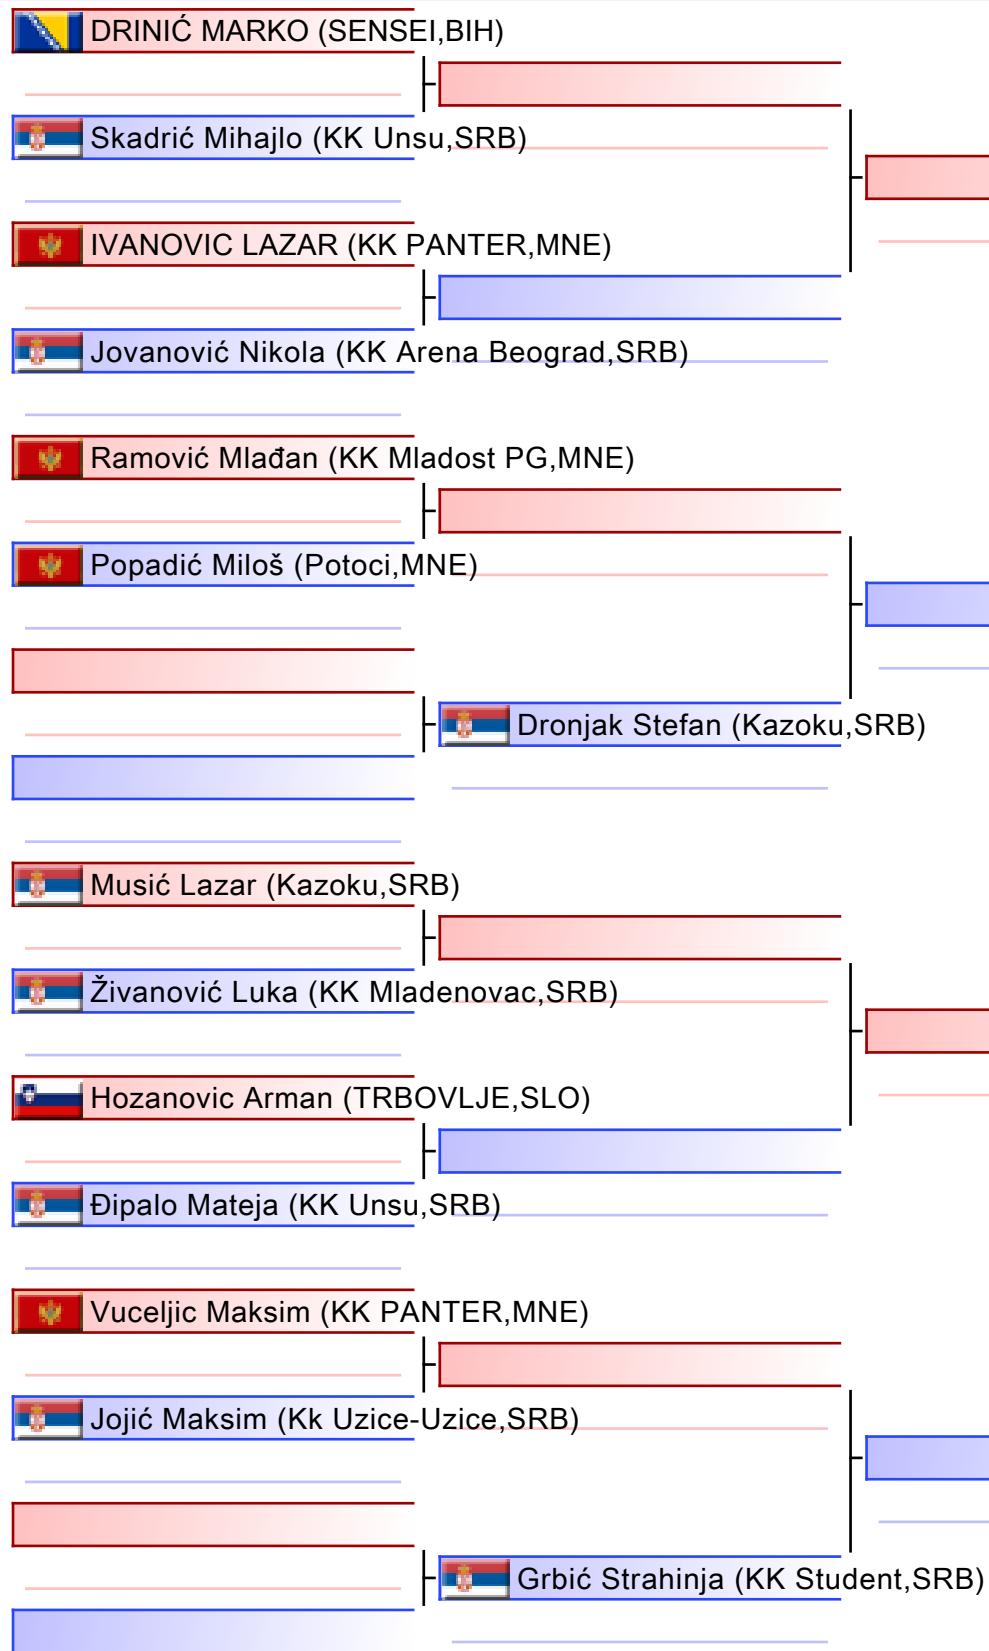 DRINIĆ MARKO (SENSEI,BIH)
Skadrić Mihajlo (KK Unsu,SRB)
IVANOVIC LAZAR (KK PANTER,MNE)
Jovanović Nikola (KK Arena Beograd,SRB)
Ramović Mlađan (KK Mladost PG,MNE)
Popadić Miloš (Potoci,MNE)
Dronjak Stefan (Kazoku,SRB)
Musić Lazar (Kazoku,SRB)
Živanović Luka (KK Mladenovac,SRB)
Hozanovic Arman (TRBOVLJE,SLO)
Đipalo Mateja (KK Unsu,SRB)
Vuceljic Maksim (KK PANTER,MNE)
Jojić Maksim (Kk Uzice-Uzice,SRB)
Grbić Strahinja (KK Student,SRB)